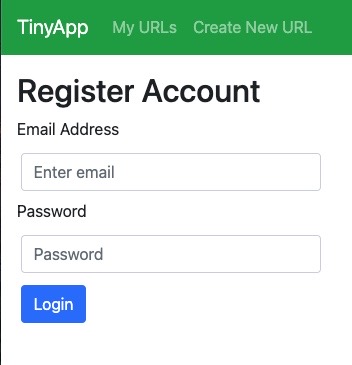 TinyApp My URLs Create New URL
Register Account
Email Address
Enter email
Password
Password
Login